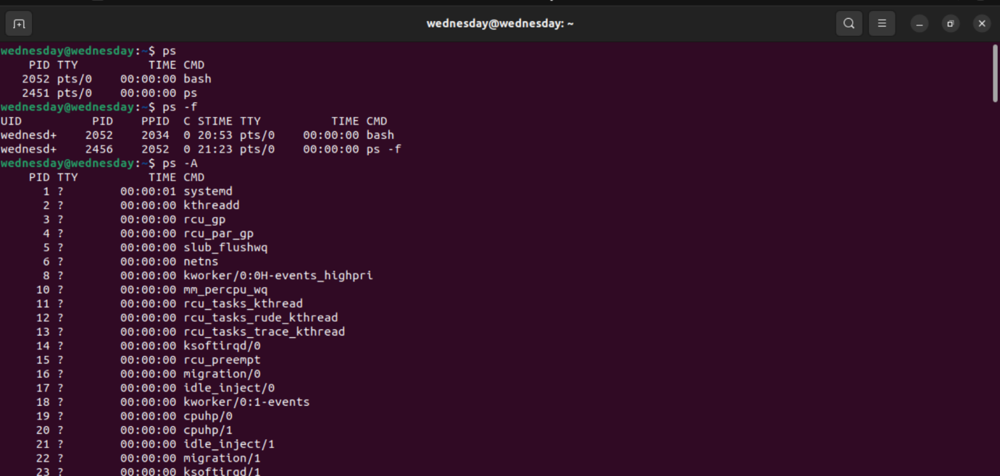 wednesday@wednesday: ~
wednesday@wednesday:~$ ps
    PID TTY          TIME CMD
   2052 pts/0    00:00:00 bash
   2451 pts/0    00:00:00 ps
wednesday@wednesday:~$ ps -f
UID          PID    PPID  C STIME TTY          TIME CMD
wednesd+    2052    2034  0 20:53 pts/0    00:00:00 bash
wednesd+    2456    2052  0 21:23 pts/0    00:00:00 ps -f
wednesday@wednesday:~$ ps -A
    PID TTY          TIME CMD
      1 ?        00:00:01 systemd
      2 ?        00:00:00 kthreadd
      3 ?        00:00:00 rcu_gp
      4 ?        00:00:00 rcu_par_gp
      5 ?        00:00:00 slub_flushwq
      6 ?        00:00:00 netns
      8 ?        00:00:00 kworker/0:0H-events_highpri
     10 ?        00:00:00 mm_percpu_wq
     11 ?        00:00:00 rcu_tasks_kthread
     12 ?        00:00:00 rcu_tasks_rude_kthread
     13 ?        00:00:00 rcu_tasks_trace_kthread
     14 ?        00:00:00 ksoftirqd/0
     15 ?        00:00:00 rcu_preempt
     16 ?        00:00:00 migration/0
     17 ?        00:00:00 idle_inject/0
     18 ?        00:00:00 kworker/0:1-events
     19 ?        00:00:00 cpuhp/0
     20 ?        00:00:00 cpuhp/1
     21 ?        00:00:00 idle_inject/1
     22 ?        00:00:00 migration/1
     23 ?        00:00:00 ksoftirqd/1